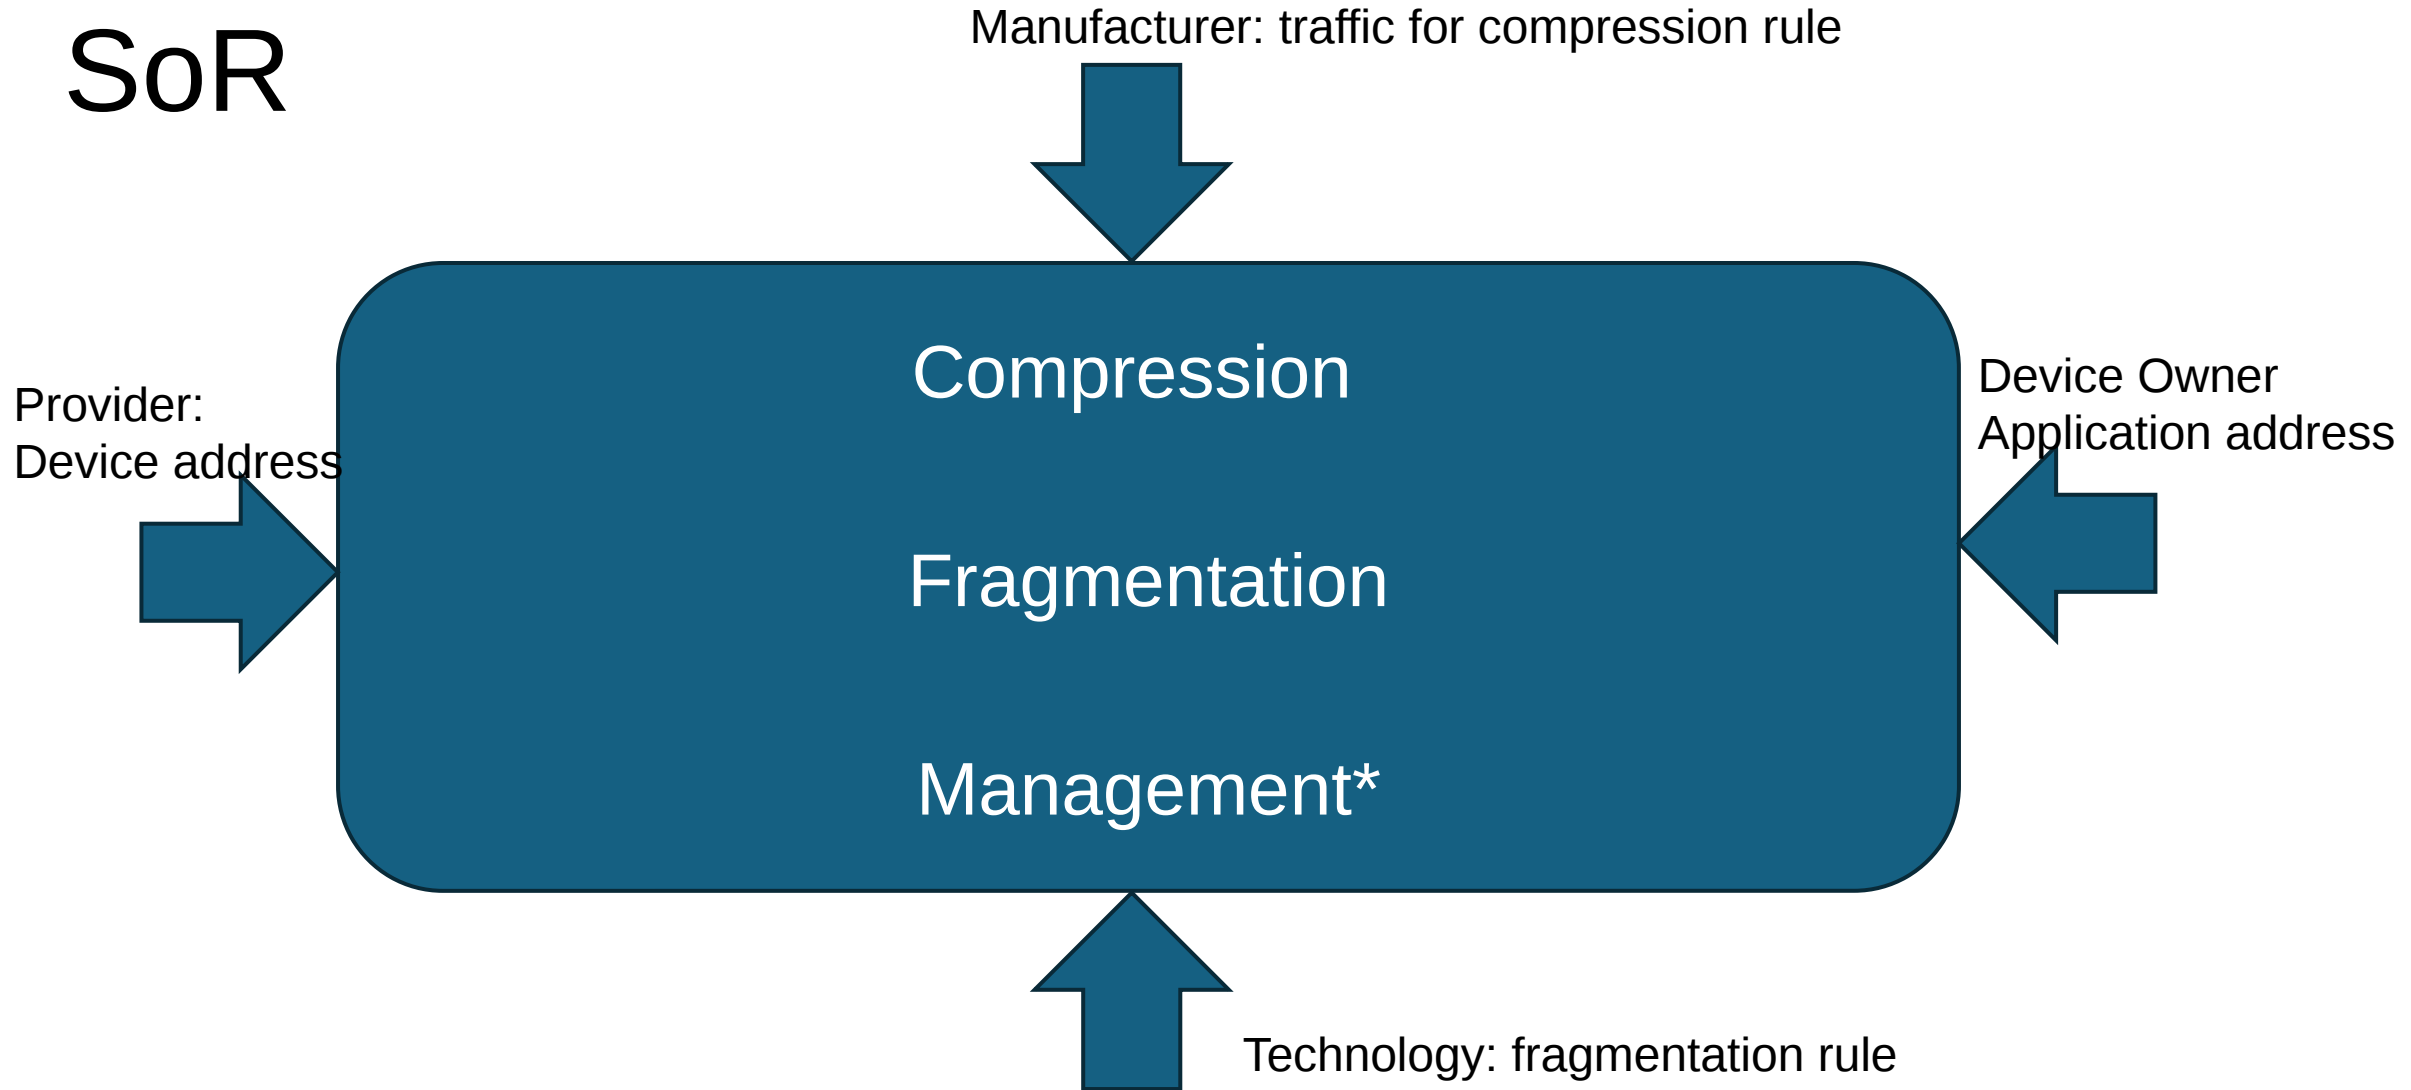 SoR
Manufacturer: traffic for compression rule
Compression
Provider:
Device address
Device Owner
Application address
Fragmentation
Management*
Technology: fragmentation rule